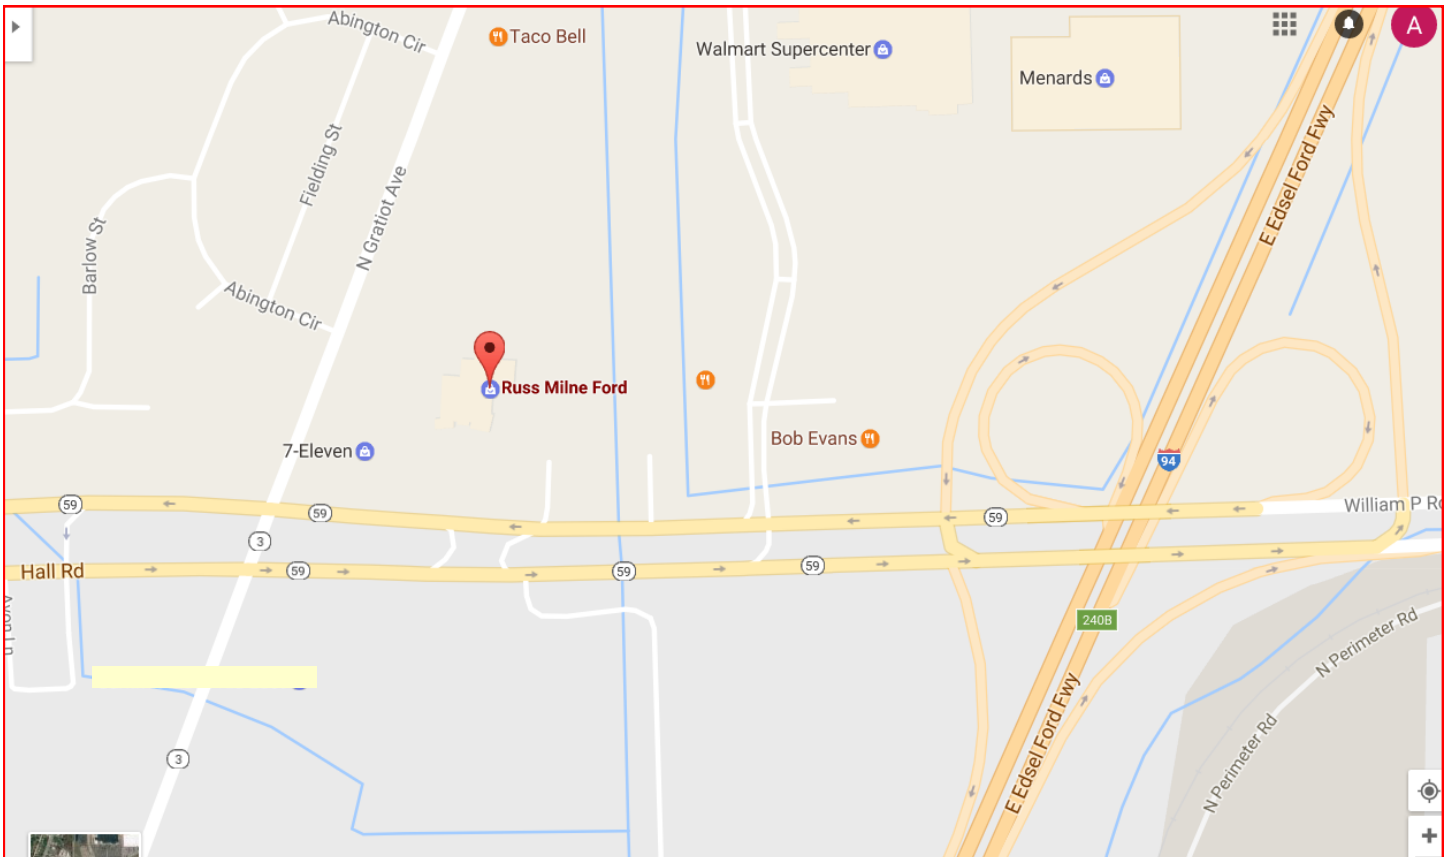 Abington Cir
Taco Bell
Walmart Supercenter
Menards
A
E Edsel Ford Fwy
Fielding St
N Gratiot Ave
Barlow St
Abington Cir
Russ Milne Ford
7-Eleven
Bob Evans
94
59
59
59
William P
3
Hall Rd
59
59
59
240B
N Perimeter Rd
E Edsel Ford Fwy
N Perimeter Rd
3